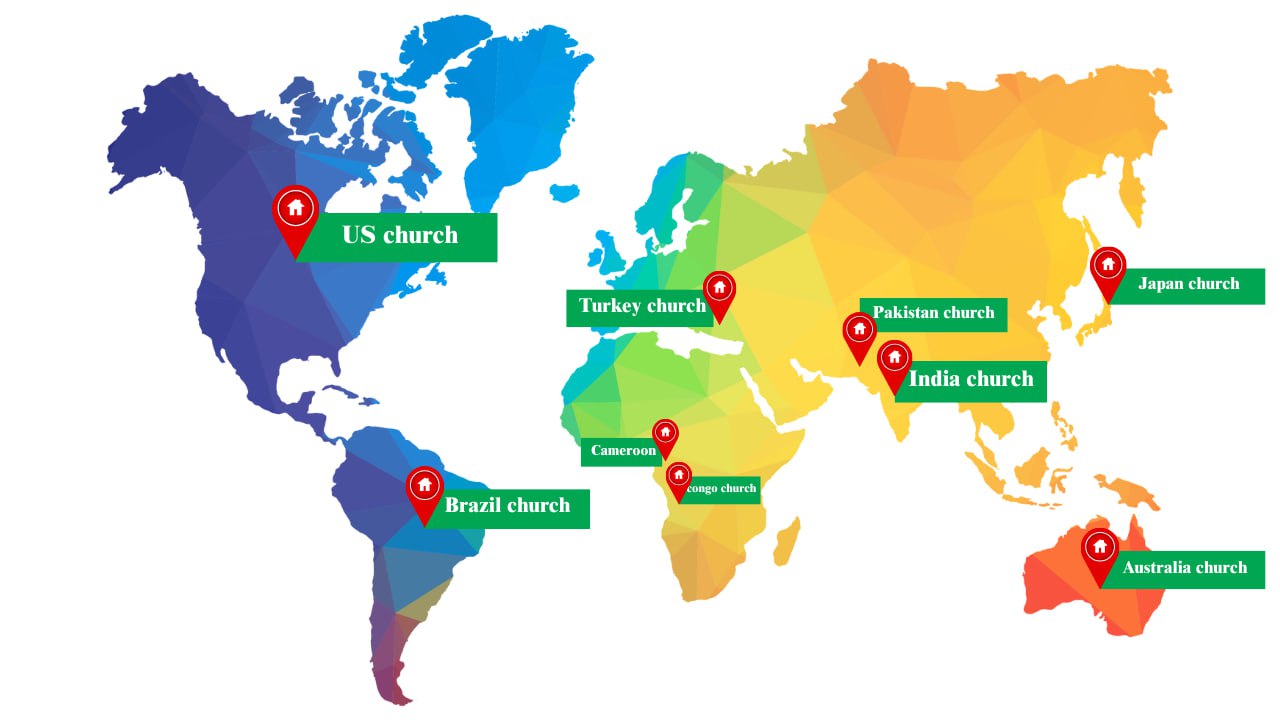 US church
Japan church
Turkey church
Pakistan church
India church
Cameroon
congo church
Brazil church
Australia church